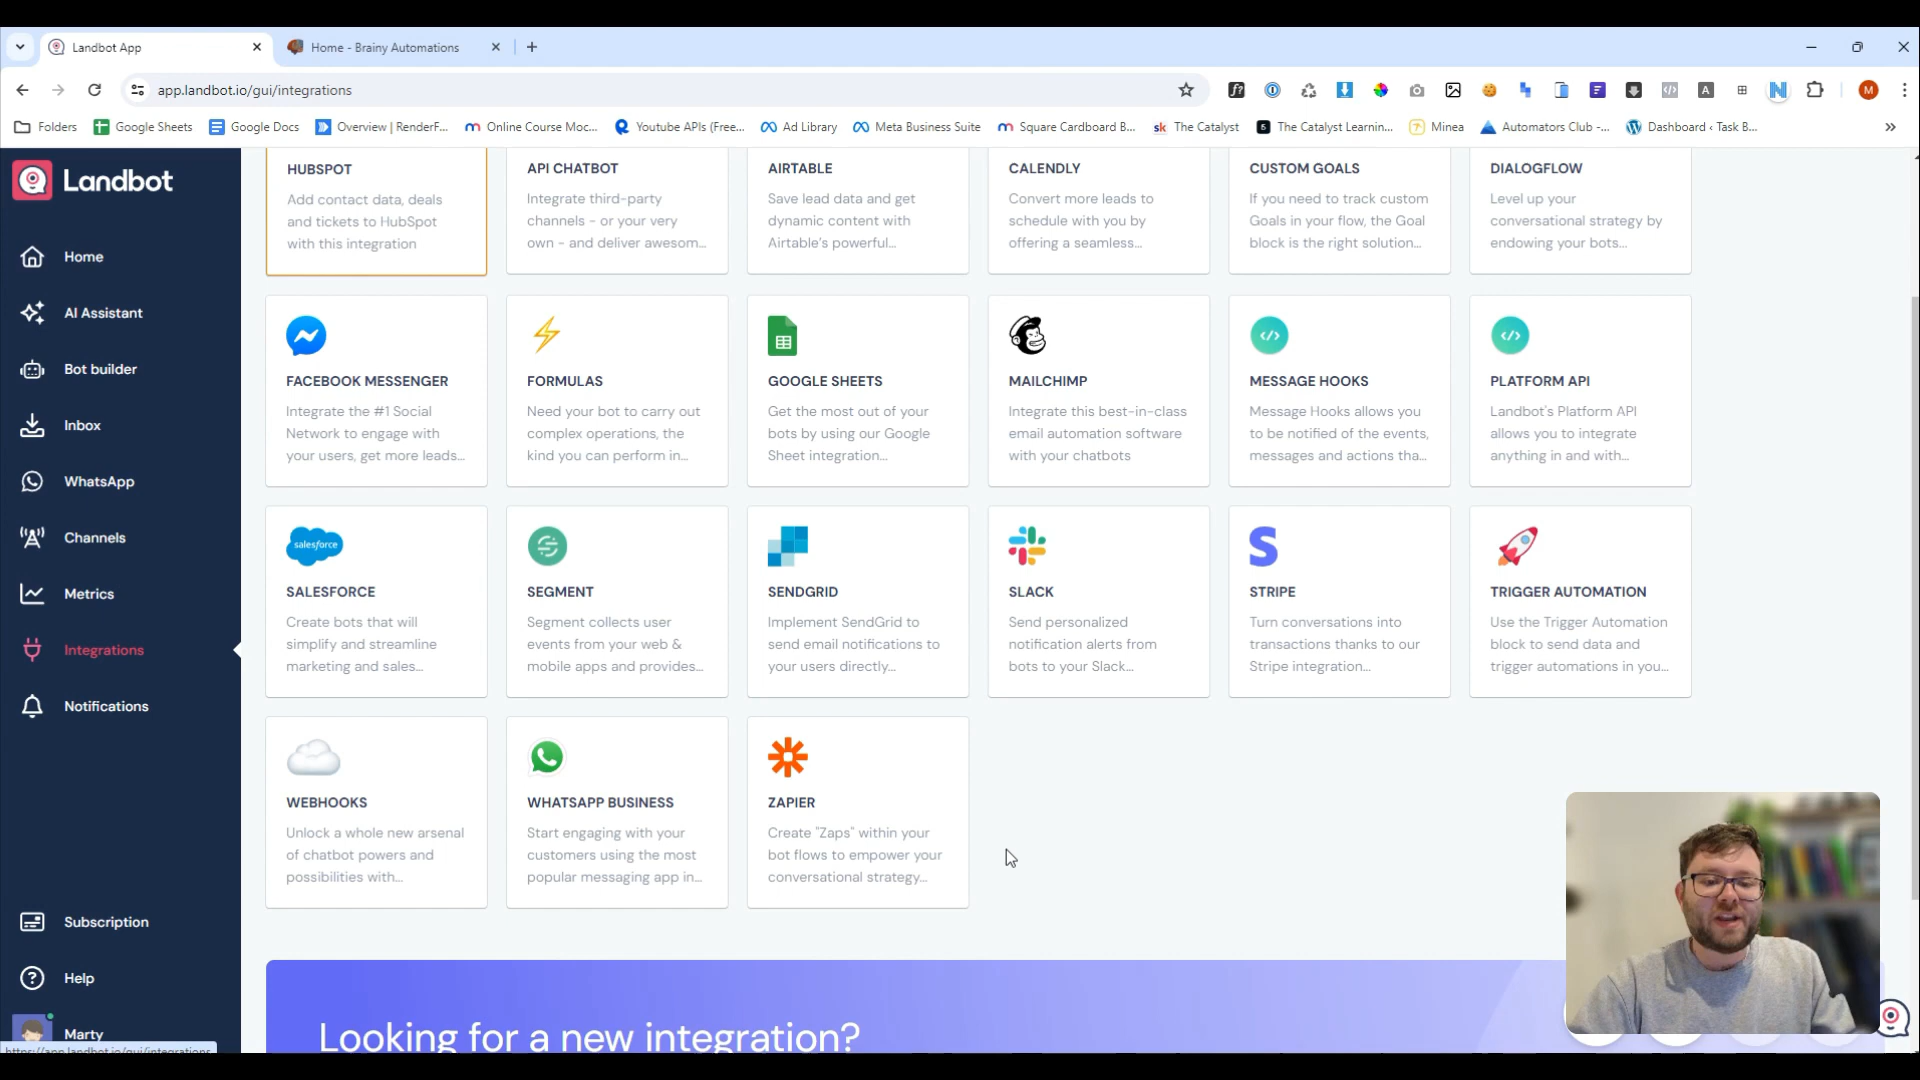 Landbot App
Home - Brainy Automations
app.landbot.io/gui/integrations
Folders
Google Sheets
Google Docs
Overview | RenderF...
Online Course Moc...
Youtube APIs (Free...
Ad Library
Meta Business Suite
Square Cardboard B...
sk
The Catalyst
The Catalyst Learnin...
Minea
Automators Club -...
Dashboard ‹ Task B...
M
Landbot
Home
AI Assistant
Bot builder
Inbox
WhatsApp
Channels
Metrics
Integrations
Notifications
Subscription
Help
Marty
https://app.landbot.io/gui/integrations
HUBSPOT
Add contact data, deals
and tickets to HubSpot
with this integration
API CHATBOT
Integrate third-party
channels - or your very
own - and deliver awesom...
AIRTABLE
Save lead data and get
dynamic content with
Airtable's powerful...
CALENDLY
Convert more leads to
schedule with you by
offering a seamless...
CUSTOM GOALS
If you need to track custom
Goals in your flow, the Goal
block is the right solution...
DIALOGFLOW
Level up your
conversational strategy by
endowing your bots...
FACEBOOK MESSENGER
Integrate the #1 Social
Network to engage with
your users, get more leads...
FORMULAS
Need your bot to carry out
complex operations, the
kind you can perform in...
GOOGLE SHEETS
Get the most out of your
bots by using our Google
Sheet integration...
MAILCHIMP
Integrate this best-in-class
email automation software
with your chatbots
MESSAGE HOOKS
Message Hooks allows you
to be notified of the events,
messages and actions tha...
PLATFORM API
Landbot's Platform API
allows you to integrate
anything in and with...
salesforce
SALESFORCE
Create bots that will
simplify and streamline
marketing and sales...
SEGMENT
Segment collects user
events from your web &
mobile apps and provides...
SENDGRID
Implement SendGrid to
send email notifications to
your users directly...
SLACK
Send personalized
notification alerts from
bots to your Slack...
STRIPE
Turn conversations into
transactions thanks to our
Stripe integration...
TRIGGER AUTOMATION
Use the Trigger Automation
block to send data and
trigger automations in you...
WEBHOOKS
Unlock a whole new arsenal
of chatbot powers and
possibilities with...
WHATSAPP BUSINESS
Start engaging with your
customers using the most
popular messaging app in...
ZAPIER
Create "Zaps" within your
bot flows to empower your
conversational strategy...
Looking for a new integration?